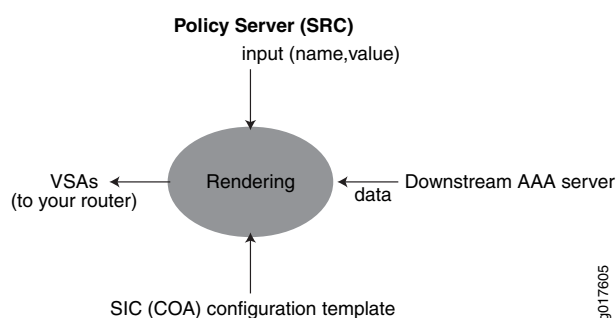 Policy Server (SRC)
input (name,value)
VSAs
(to your router)
Rendering
data
Downstream AAA server
SIC (COA) configuration template
g017605